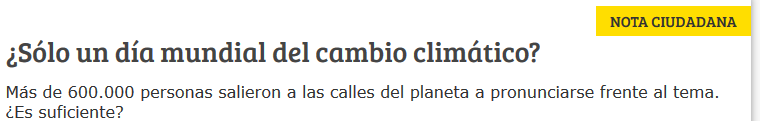 NOTA CIUDADANA
¿Sólo un día mundial del cambio climático?
Más de 600.000 personas salieron a las calles del planeta a pronunciarse frente al tema.
¿Es suficiente?